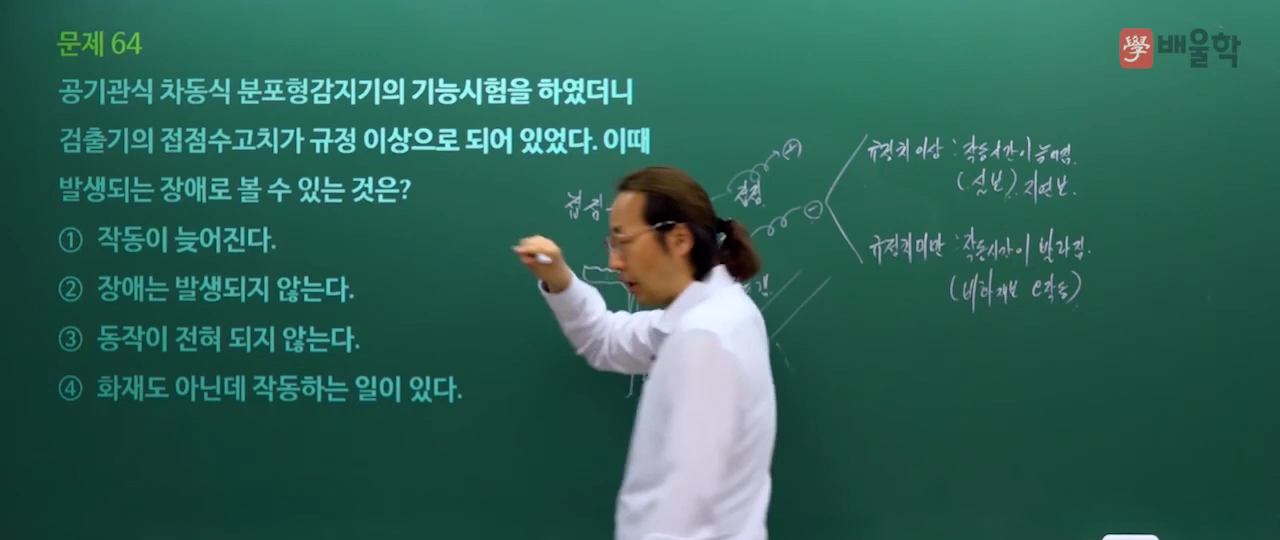 문제 64
學 배울학
공기관식 차동식 분포형감지기의 기능시험을 하였더니
검출기의 접점수고치가 규정 이상으로 되어 있었다. 이때
발생되는 장애로 볼 수 있는 것은?
① 작동이 늦어진다.
② 장애는 발생되지 않는다.
③ 동작이 전혀 되지 않는다.
④ 화재도 아닌데 작동하는 일이 있다.
접점
접점
(+)
(-)
규정치 이상 : 작동시간이 늦어짐.
(실보) 지연보.
규정치 미만 : 작동시간이 빨라짐.
(비화재보 e작동)